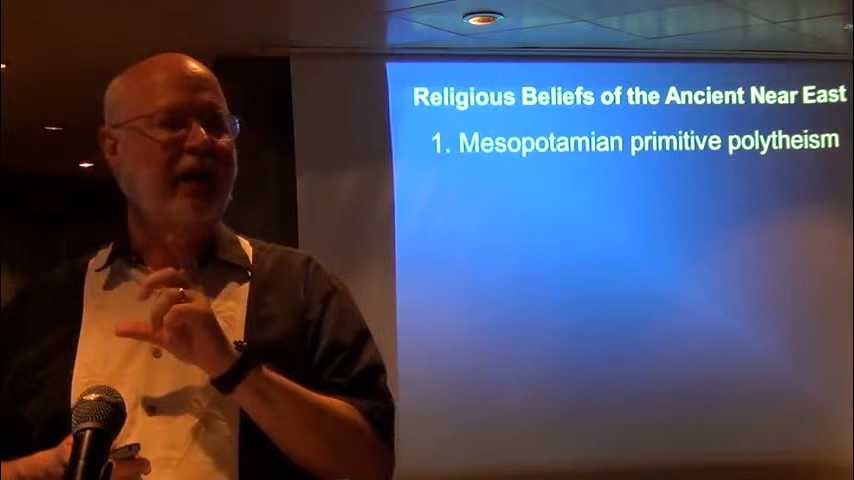 Religious Beliefs of the Ancient Near East
1. Mesopotamian primitive polytheism